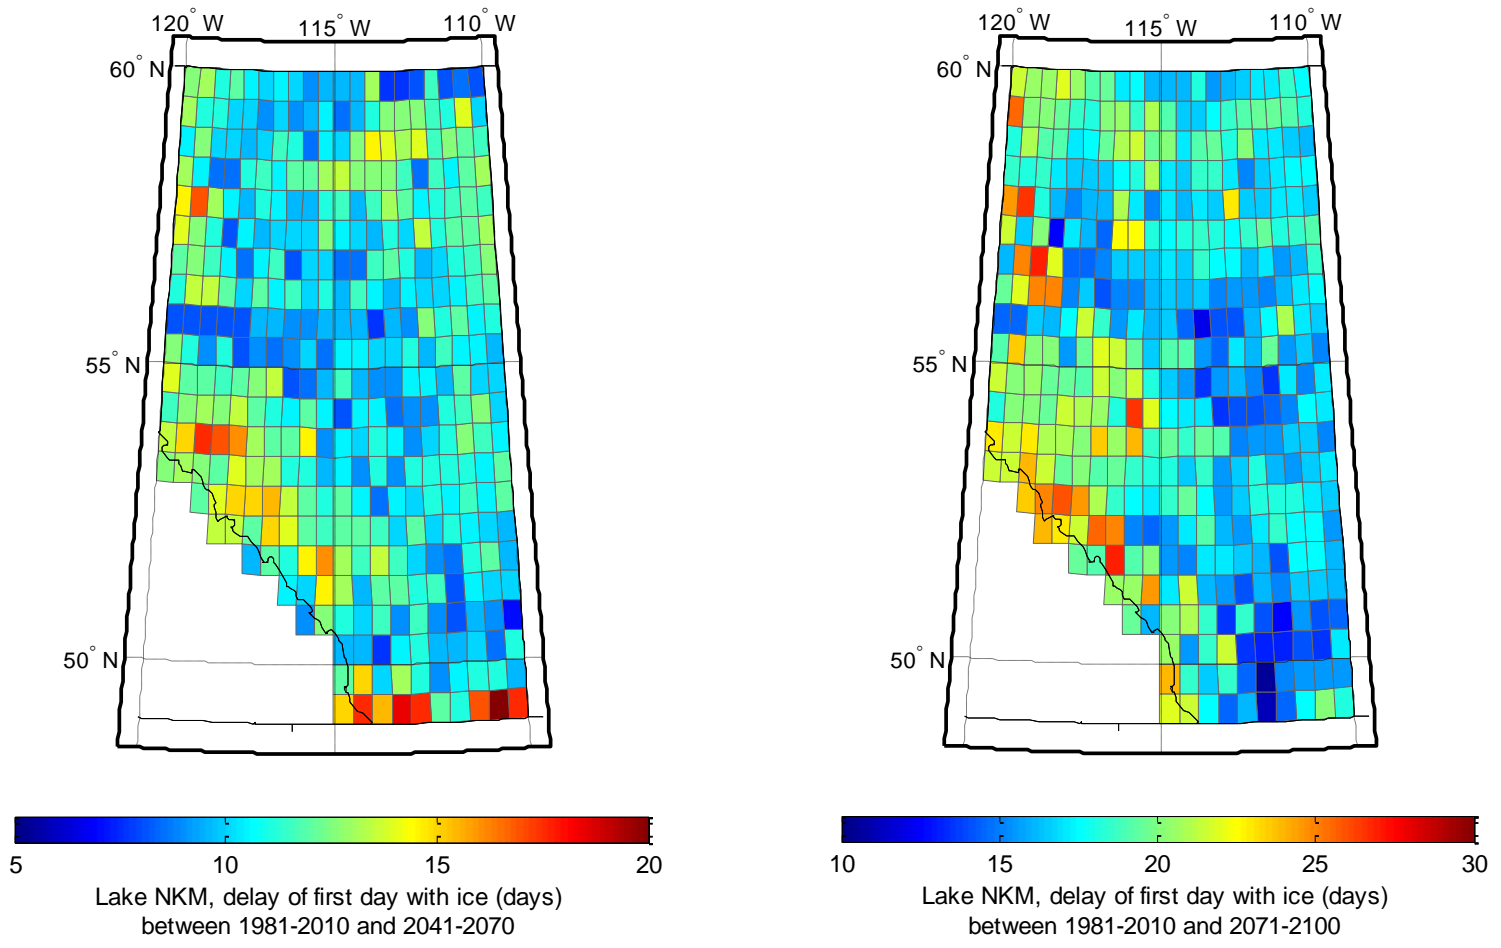 120° W 115° W 110° W
60° N
55° N
50° N
5 10 15 20
Lake NKM, delay of first day with ice (days)
between 1981-2010 and 2041-2070
120° W 115° W 110° W
60° N
55° N
50° N
10 15 20 25 30
Lake NKM, delay of first day with ice (days)
between 1981-2010 and 2071-2100